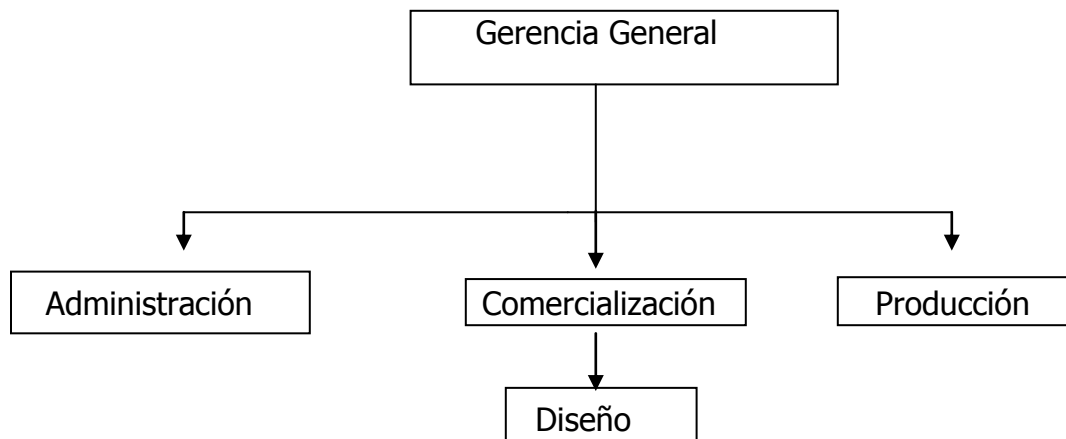 Gerencia General
Administración
Comercialización
Producción
Diseño